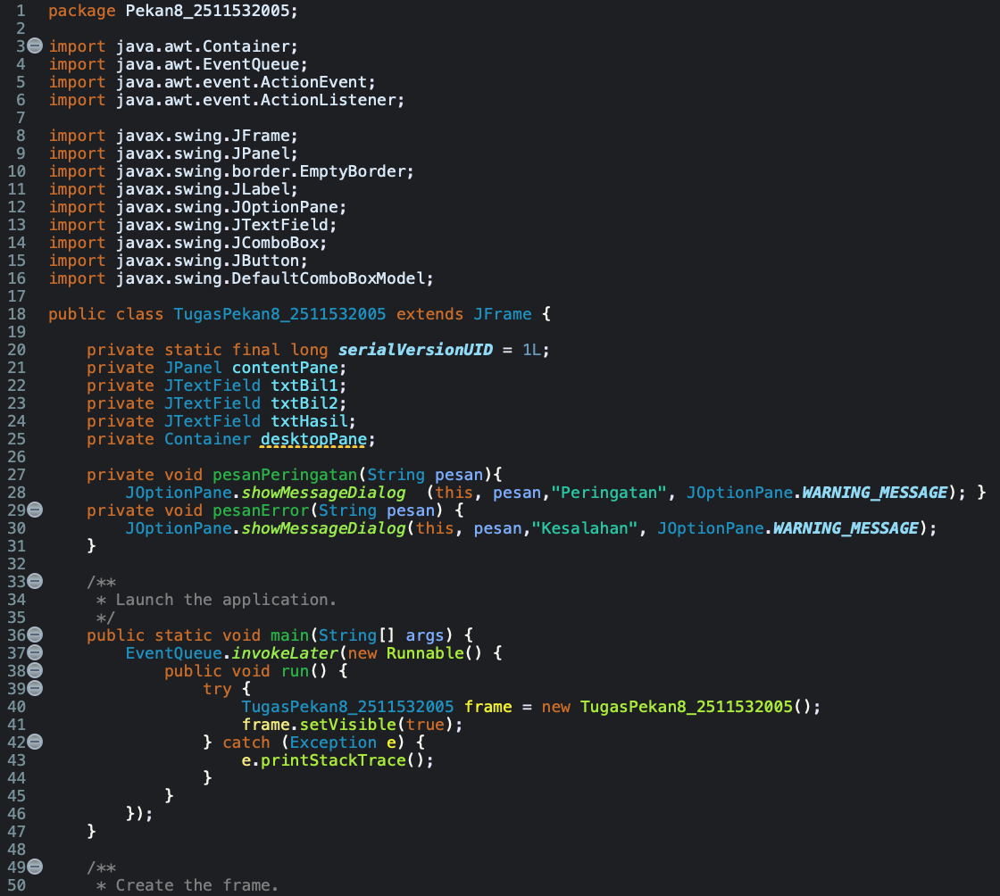 1 package Pekan8_2511532005;
2
3 import java.awt.Container;
4 import java.awt.EventQueue;
5 import java.awt.event.ActionEvent;
6 import java.awt.event.ActionListener;
7
8 import javax.swing.JFrame;
9 import javax.swing.JPanel;
10 import javax.swing.border.EmptyBorder;
11 import javax.swing.JLabel;
12 import javax.swing.JOptionPane;
13 import javax.swing.JTextField;
14 import javax.swing.JComboBox;
15 import javax.swing.JButton;
16 import javax.swing.DefaultComboBoxModel;
17
18 public class TugasPekan8_2511532005 extends JFrame {
19
20     private static final long serialVersionUID = 1L;
21     private JPanel contentPane;
22     private JTextField txtBil1;
23     private JTextField txtBil2;
24     private JTextField txtHasil;
25     private Container desktopPane;
26
27     private void pesanPeringatan(String pesan){
28         JOptionPane.showMessageDialog  (this, pesan,"Peringatan", JOptionPane.WARNING_MESSAGE); }
29     private void pesanError(String pesan) {
30         JOptionPane.showMessageDialog(this, pesan,"Kesalahan", JOptionPane.WARNING_MESSAGE);
31     }
32
33     /**
34      * Launch the application.
35      */
36     public static void main(String[] args) {
37         EventQueue.invokeLater(new Runnable() {
38             public void run() {
39                 try {
40                     TugasPekan8_2511532005 frame = new TugasPekan8_2511532005();
41                     frame.setVisible(true);
42                 } catch (Exception e) {
43                     e.printStackTrace();
44                 }
45             }
46         });
47     }
48
49     /**
50      * Create the frame.